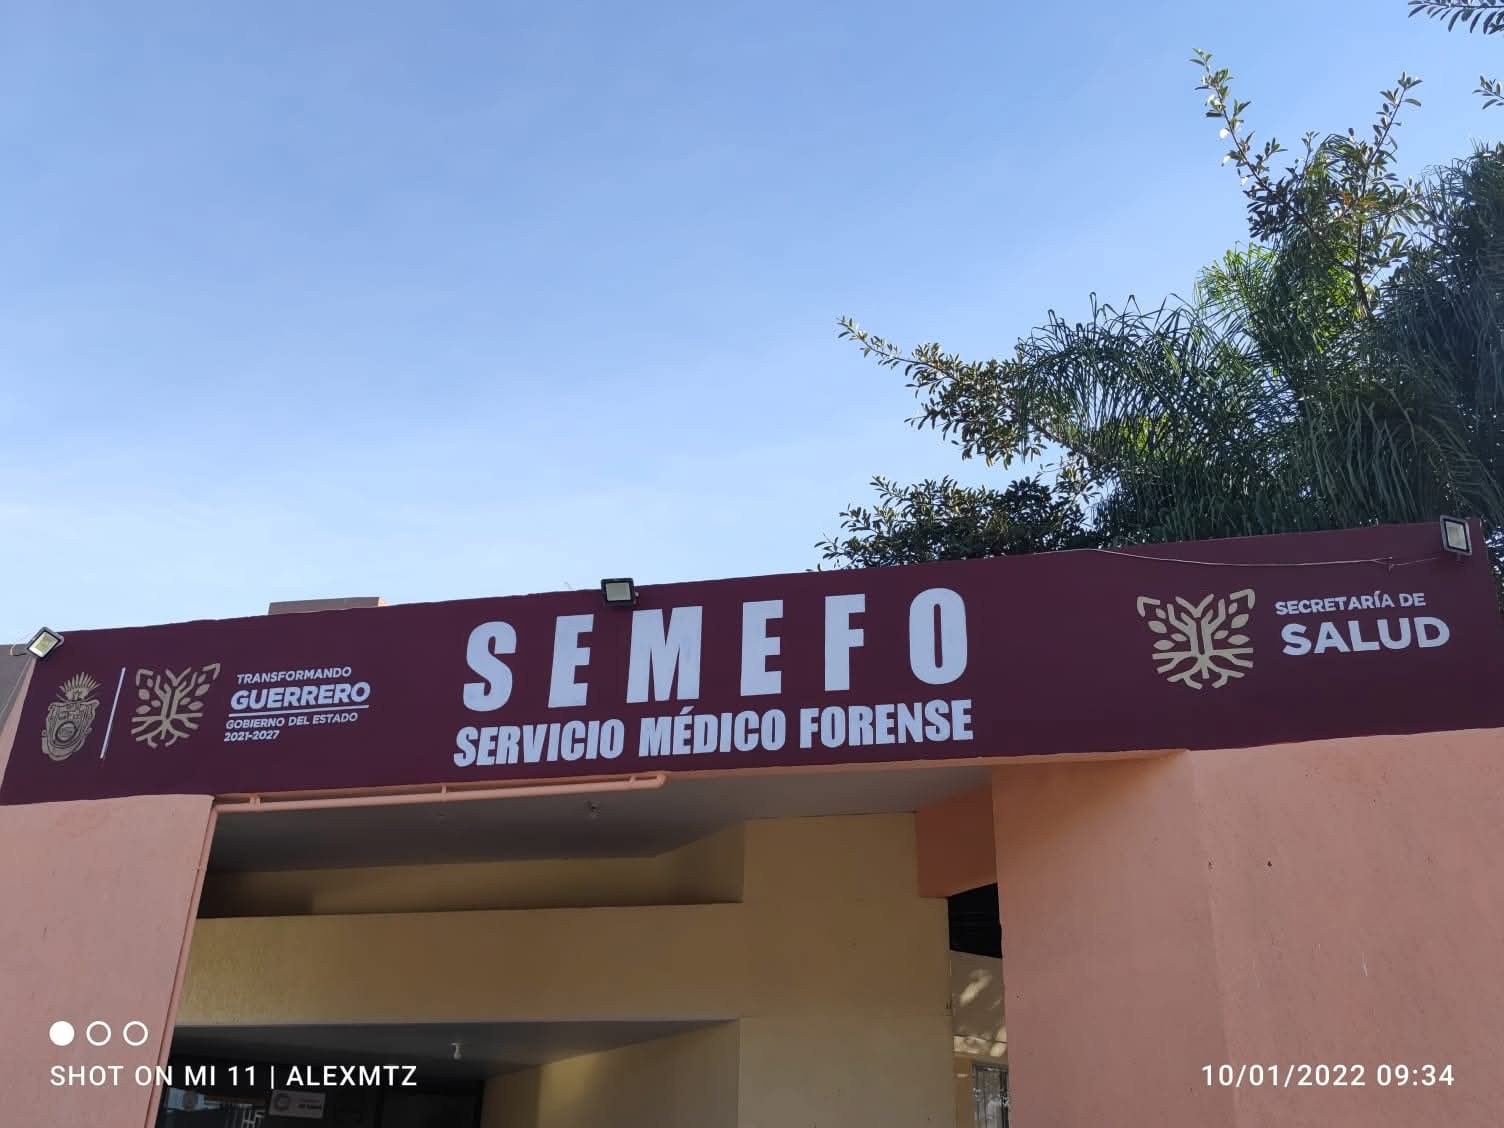 TRANSFORMANDO
GUERRERO
GOBIERNO DEL ESTADO
2021-2027
SEMEFO
SERVICIO MÉDICO FORENSE
SECRETARÍA DE
SALUD
SHOT ON MI 11 | ALEXMTZ
10/01/2022 09:34